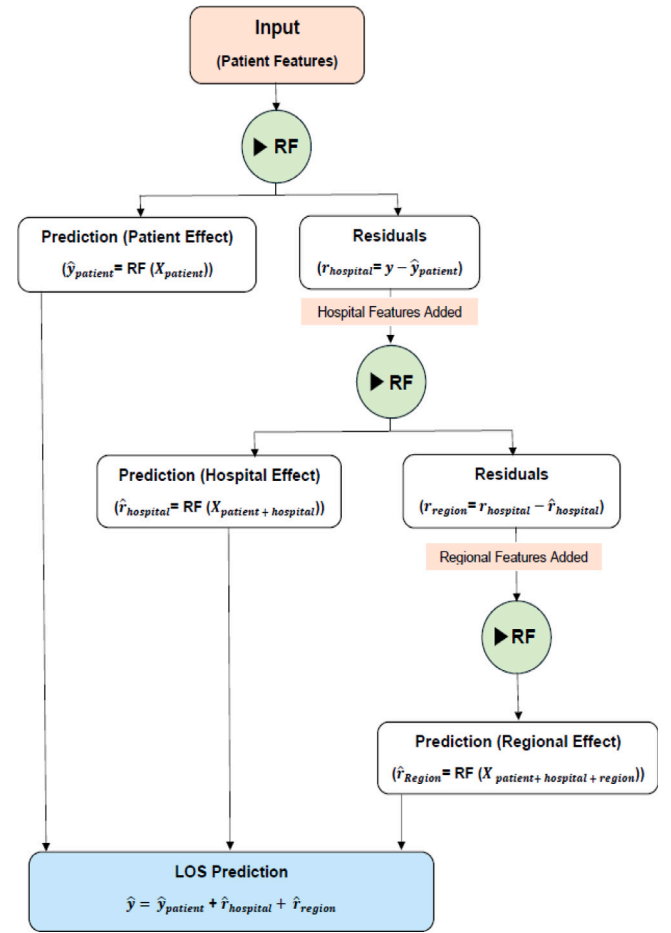 Input
(Patient Features)
▶ RF
Prediction (Patient Effect)
(ŷ_patient= RF (X_patient))
Residuals
(r_hospital= y − ŷ_patient)
Hospital Features Added
▶ RF
Prediction (Hospital Effect)
(r̂_hospital= RF (X_patient+hospital))
Residuals
(r_region= r_hospital − r̂_hospital)
Regional Features Added
▶ RF
Prediction (Regional Effect)
(r̂_Region= RF (X_patient+ hospital+region))
LOS Prediction
ŷ = ŷ_patient + r̂_hospital + r̂_region